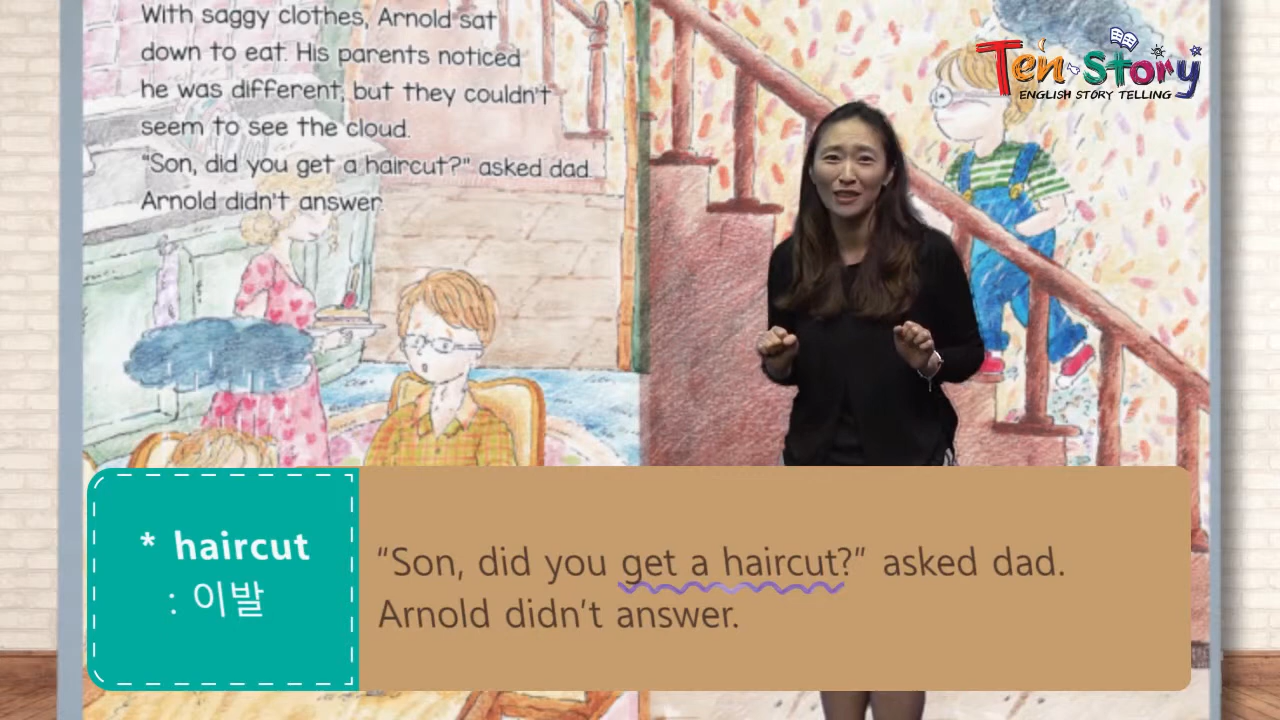 With saggy clothes, Arnold sat
down to eat. His parents noticed
he was different, but they couldn't
seem to see the cloud.
"Son, did you get a haircut?" asked dad.
Arnold didn't answer.
Ten Story
ENGLISH STORY TELLING
* haircut
: 이발
“Son, did you get a haircut?” asked dad.
Arnold didn’t answer.